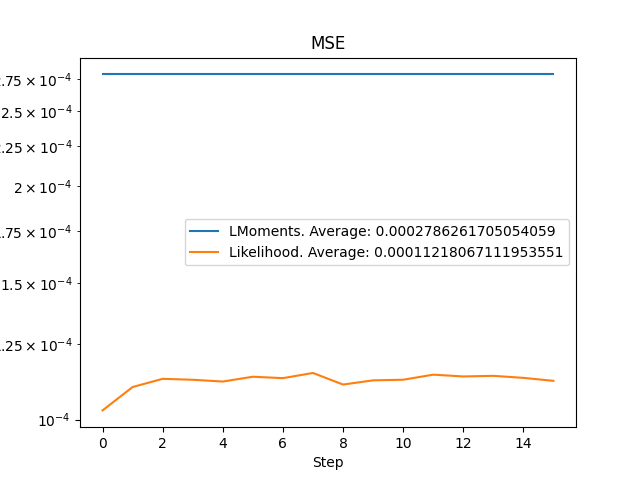 MSE
2.75 × 10⁻⁴
2.5 × 10⁻⁴
2.25 × 10⁻⁴
2 × 10⁻⁴
1.75 × 10⁻⁴
1.5 × 10⁻⁴
1.25 × 10⁻⁴
10⁻⁴
LMoments. Average: 0.0002786261705054059
Likelihood. Average: 0.00011218067111953551
0 2 4 6 8 10 12 14
Step